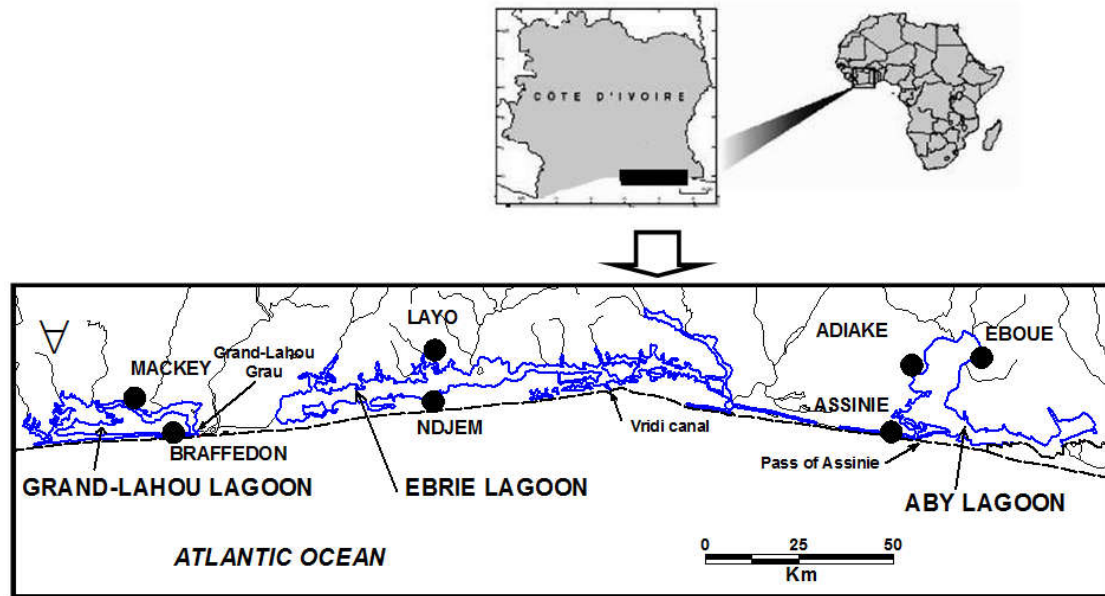 CÔTE D'IVOIRE
LAYO
ADIAKE
EBOUE
MACKEY
Grand-Lahou
Grau
ASSINIE
NDJEM
Vridi canal
BRAFFEDON
Pass of Assinie
GRAND-LAHOU LAGOON
EBRIE LAGOON
ABY LAGOON
ATLANTIC OCEAN
0 25 50
Km